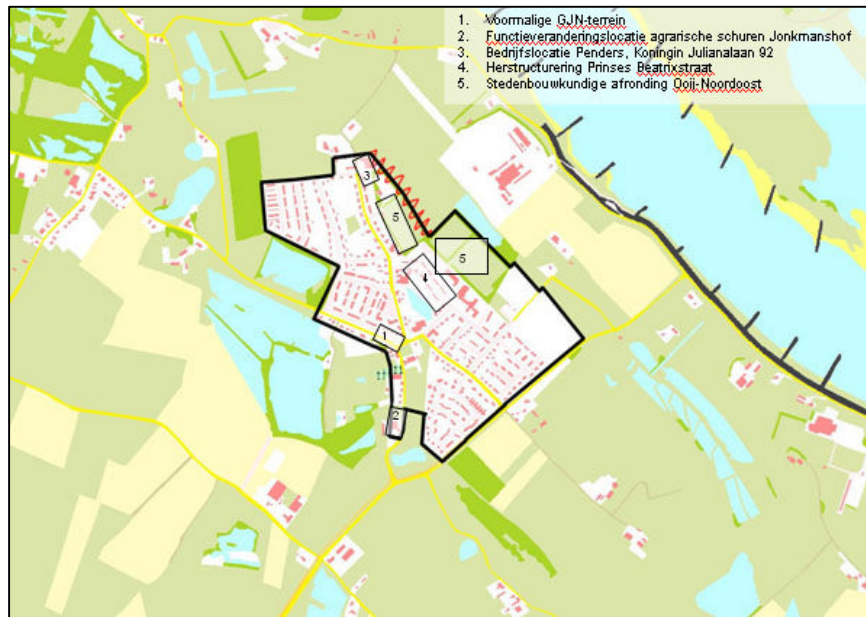 1. Voormalige GJN-terrein
2. Functieveranderingslocatie agrarische schuren Jonkmanshof
3. Bedrijfslocatie Penders, Koningin Julianalaan 92
4. Herstructurering Prinses Beatrixstraat
5. Stedenbouwkundige afronding Ooij-Noordoost
3
5
5
4
1
2